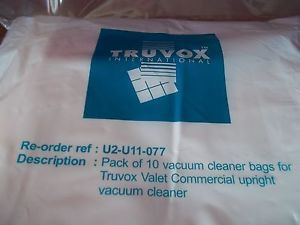 TRUVOX
INTERNATIONAL
Re-order ref : U2-U11-077
Description : Pack of 10 vacuum cleaner bags for
Truvox Valet Commercial upright
vacuum cleaner